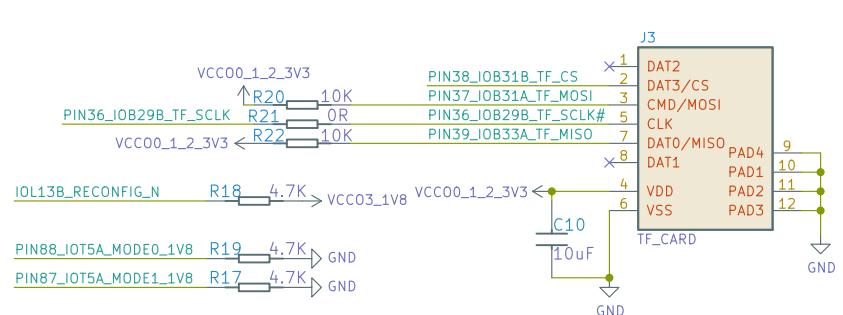 J3
VCCO0_1_2_3V3
1 DAT2
PIN38_IOB31B_TF_CS 2 DAT3/CS
R20 10K PIN37_IOB31A_TF_MOSI 3 CMD/MOSI
PIN36_IOB29B_TF_SCLK R21 0R PIN36_IOB29B_TF_SCLK# 5 CLK
VCCO0_1_2_3V3 R22 10K PIN39_IOB33A_TF_MISO 7 DAT0/MISO
PAD4 9
8 DAT1
PAD1 10
IOL13B_RECONFIG_N R18 4.7K VCCO3_1V8
VCCO0_1_2_3V3 4 VDD PAD2 11
6 VSS PAD3 12
C10
10uF
TF_CARD
PIN88_IOT5A_MODE0_1V8 R19 4.7K GND
GND
PIN87_IOT5A_MODE1_1V8 R17 4.7K GND
GND